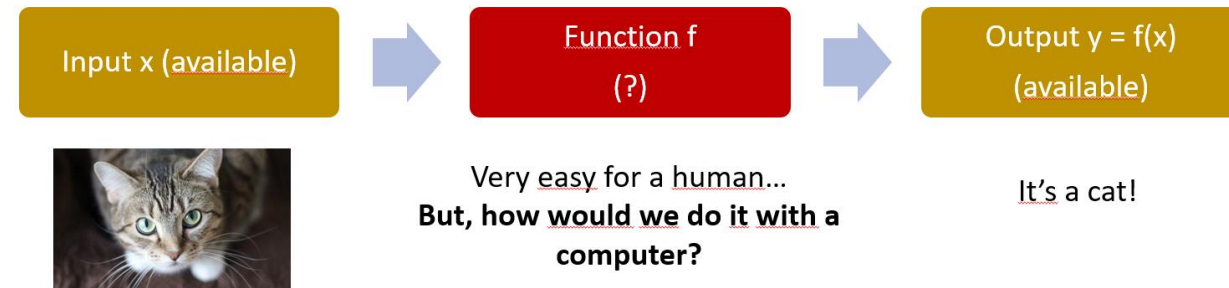 Input x (available)
Function f
(?)
Output y = f(x)
(available)
Very easy for a human...
But, how would we do it with a
computer?
It's a cat!